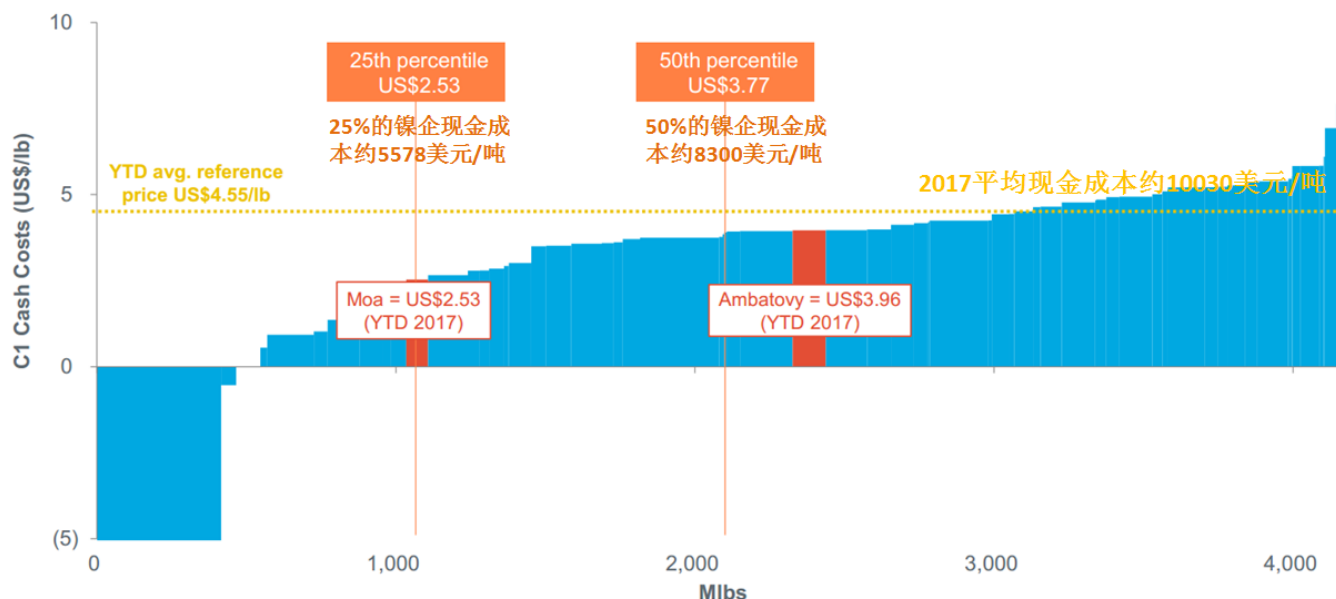 10
C1 Cash Costs (US$/lb)
25th percentile
US$2.53
50th percentile
US$3.77
25%的镍企现金成
本约5578美元/吨
50%的镍企现金成
本约8300美元/吨
YTD avg. reference
price US$4.55/lb
5
2017平均现金成本约10030美元/吨
Moa = US$2.53
(YTD 2017)
Ambatovy = US$3.96
(YTD 2017)
0
(5)
0
1,000
2,000
3,000
4,000
Mlbs